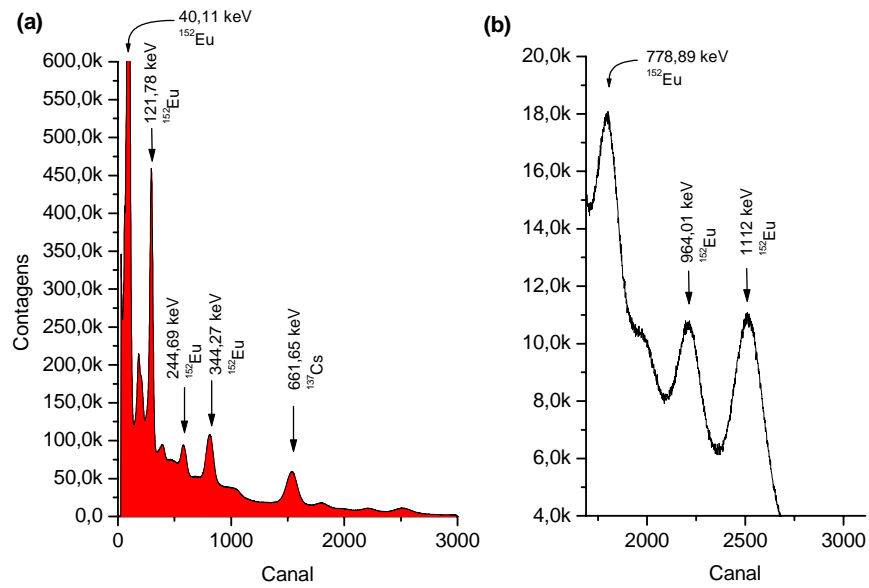 (a)
40,11 keV
¹⁵²Eu
600,0k
550,0k
500,0k
450,0k
400,0k
350,0k
300,0k
250,0k
200,0k
150,0k
100,0k
50,0k
0,0
Contagens
121,78 keV
¹⁵²Eu
244,69 keV
¹⁵²Eu
344,27 keV
¹⁵²Eu
661,65 keV
¹³⁷Cs
0 1000 2000 3000
Canal
(b)
778,89 keV
¹⁵²Eu
20,0k
18,0k
16,0k
14,0k
12,0k
10,0k
8,0k
6,0k
4,0k
964,01 keV
¹⁵²Eu
1112 keV
¹⁵²Eu
2000 2500 3000
Canal